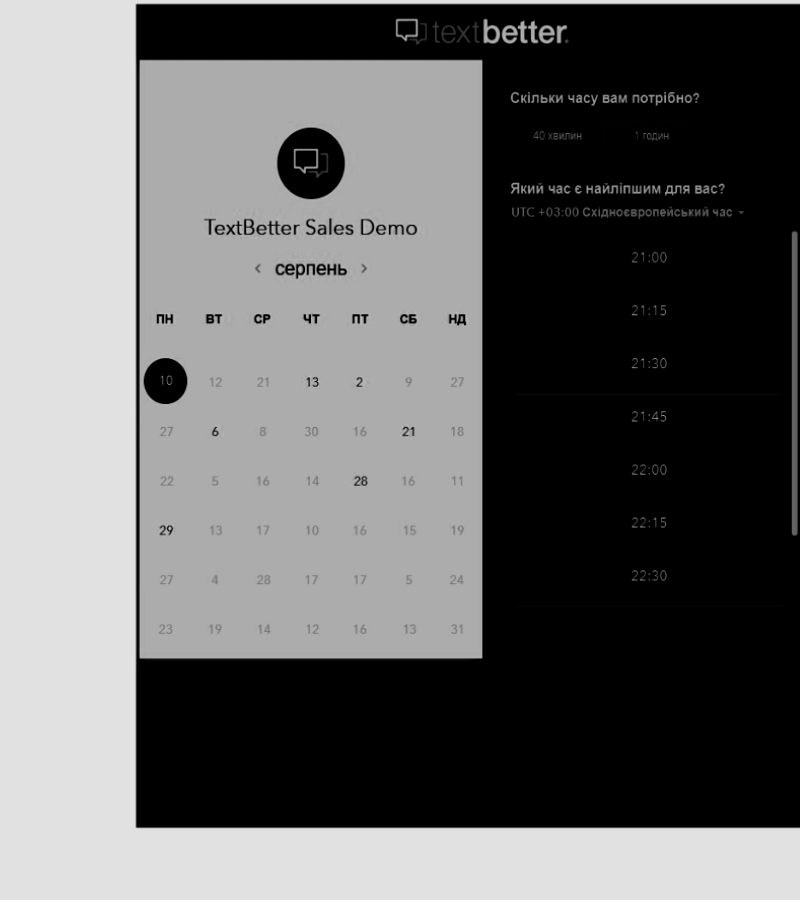 textbetter.
TextBetter Sales Demo
< серпень >
ПН ВТ СР ЧТ ПТ СБ НД
10 12 21 13 2 9 27
27 6 8 30 16 21 18
22 5 16 14 28 16 11
29 13 17 10 16 15 19
27 4 28 17 17 5 24
23 19 14 12 16 13 31
Скільки часу вам потрібно?
40 хвилин 1 годин
Який час є найліпшим для вас?
UTC +03:00 Східноєвропейський час
21:00
21:15
21:30
21:45
22:00
22:15
22:30